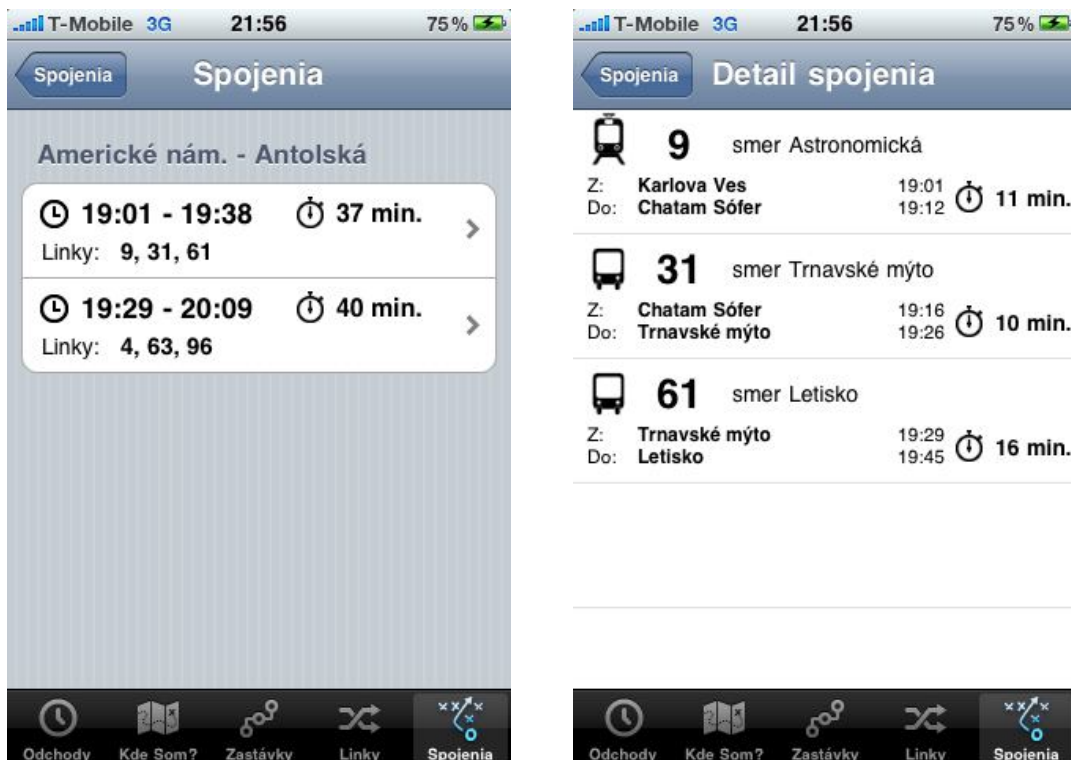 T-Mobile 3G 21:56 75%
Spojenia Spojenia
Americké nám. - Antolská
19:01 - 19:38 37 min.
Linky: 9, 31, 61
19:29 - 20:09 40 min.
Linky: 4, 63, 96
Odchody Kde Som? Zastávky Linky Spojenia
T-Mobile 3G 21:56 75%
Spojenia Detail spojenia
9 smer Astronomická
Z: Karlova Ves 19:01
Do: Chatam Sófer 19:12
11 min.
31 smer Trnavské mýto
Z: Chatam Sófer 19:16
Do: Trnavské mýto 19:26
10 min.
61 smer Letisko
Z: Trnavské mýto 19:29
Do: Letisko 19:45
16 min.
Odchody Kde Som? Zastávky Linky Spojenia